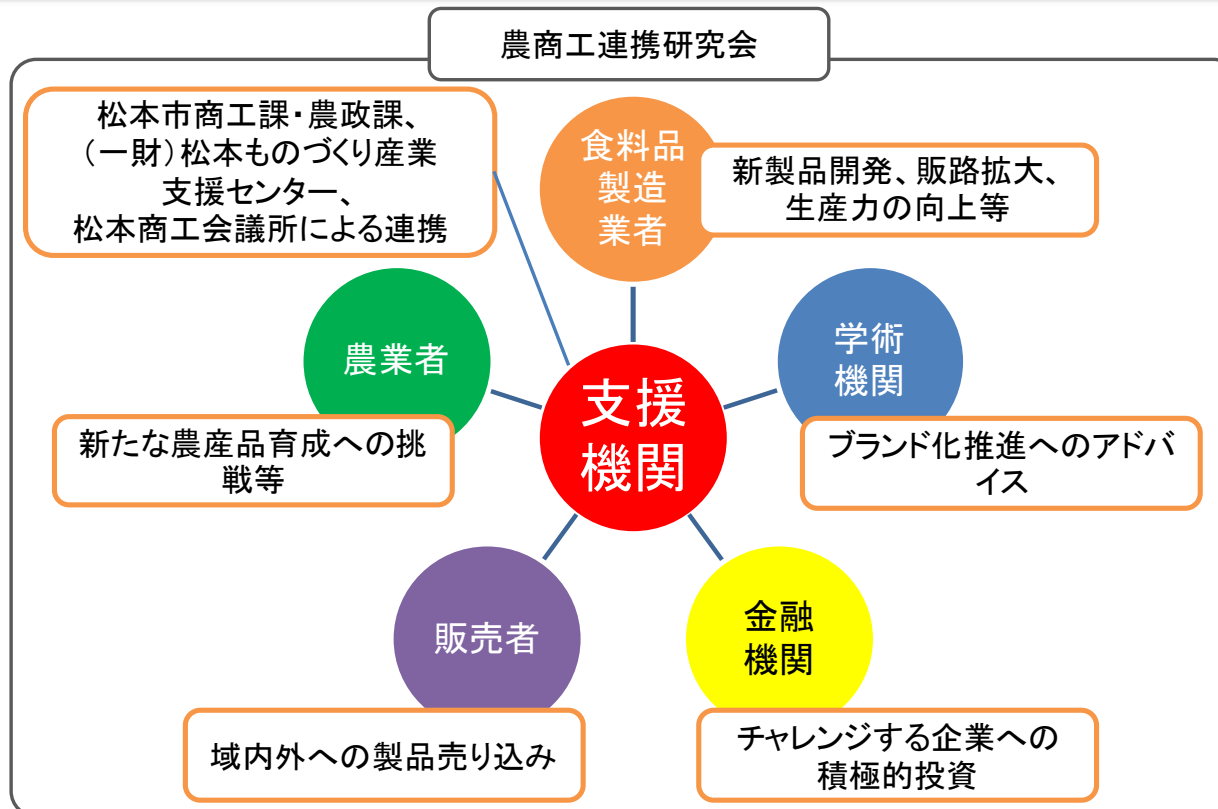 農商工連携研究会
松本市商工課・農政課、
（一財）松本ものづくり産業
支援センター、
松本商工会議所による連携
食料品
製造
業者
新製品開発、販路拡大、
生産力の向上等
農業者
新たな農産品育成への挑
戦等
支援
機関
学術
機関
ブランド化推進へのアドバ
イス
販売者
域内外への製品売り込み
金融
機関
チャレンジする企業への
積極的投資